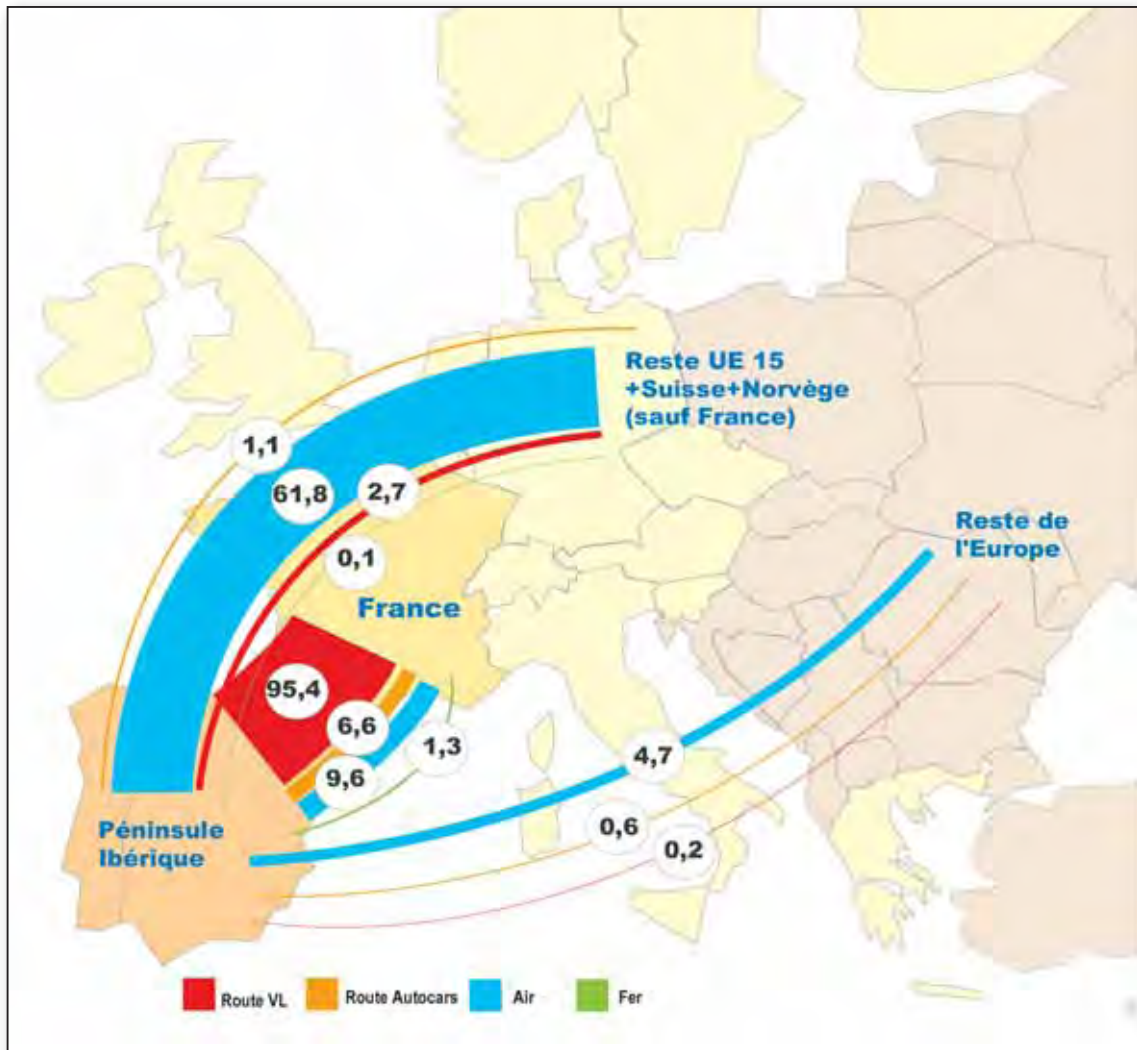 Reste UE 15
+Suisse+Norvège
(sauf France)
1,1
61,8
2,7
0,1
Reste de
l'Europe
France
95,4
6,6
1,3
9,6
4,7
Péninsule
Ibérique
0,6
0,2
Route VL
Route Autocars
Air
Fer